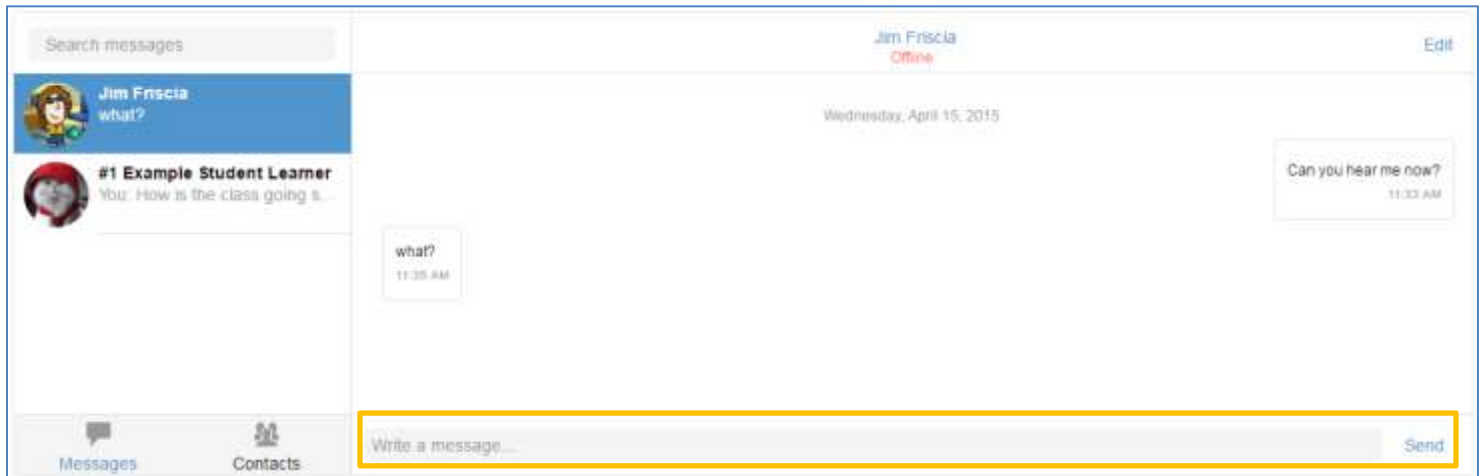 Search messages
Jim Friscia
Offline
Edit
Jim Friscia
what?
#1 Example Student Learner
You: How is the class going s...
Wednesday, April 15, 2015
Can you hear me now?
11:33 AM
what?
11:35 AM
Messages
Contacts
Write a message...
Send